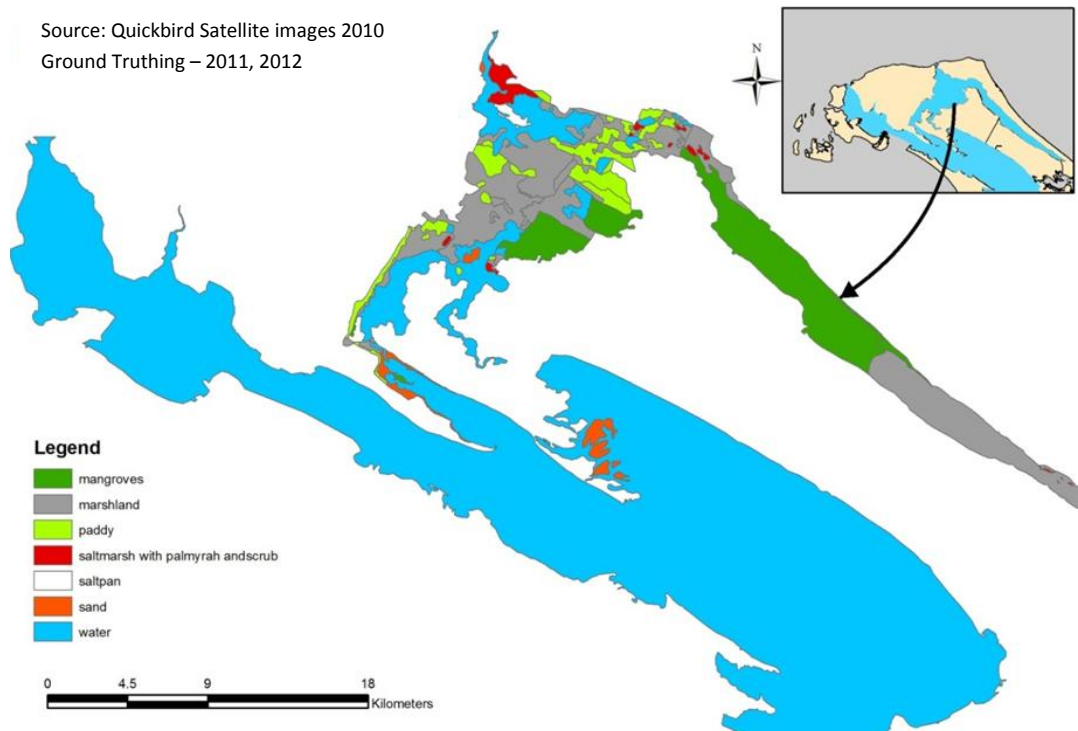 Source: Quickbird Satellite images 2010
Ground Truthing – 2011, 2012
N
Legend
mangroves
marshland
paddy
saltmarsh with palmyrah andscrub
saltpan
sand
water
0 4.5 9 18
Kilometers